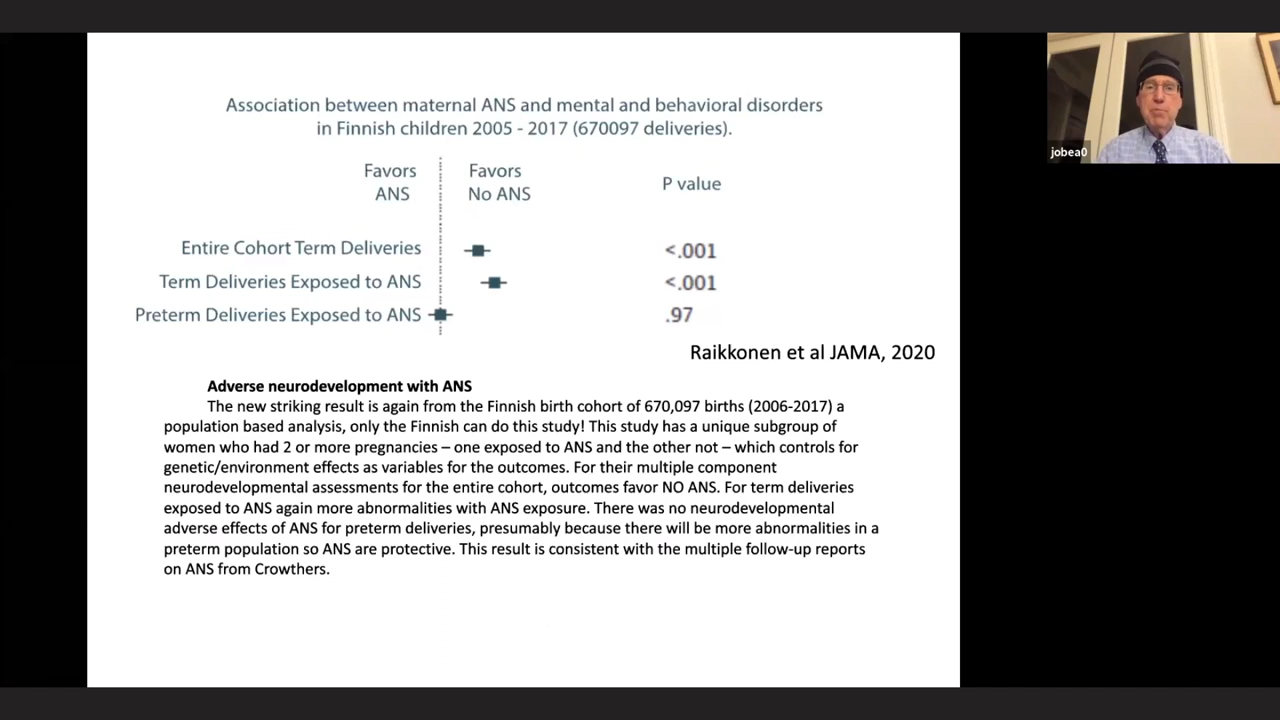 Association between maternal ANS and mental and behavioral disorders
in Finnish children 2005 - 2017 (670097 deliveries).
Favors
ANS
Favors
No ANS
P value
Entire Cohort Term Deliveries
<.001
Term Deliveries Exposed to ANS
<.001
Preterm Deliveries Exposed to ANS
.97
Raikkonen et al JAMA, 2020
Adverse neurodevelopment with ANS
The new striking result is again from the Finnish birth cohort of 670,097 births (2006-2017) a
population based analysis, only the Finnish can do this study! This study has a unique subgroup of
women who had 2 or more pregnancies – one exposed to ANS and the other not – which controls for
genetic/environment effects as variables for the outcomes. For their multiple component
neurodevelopmental assessments for the entire cohort, outcomes favor NO ANS. For term deliveries
exposed to ANS again more abnormalities with ANS exposure. There was no neurodevelopmental
adverse effects of ANS for preterm deliveries, presumably because there will be more abnormalities in a
preterm population so ANS are protective. This result is consistent with the multiple follow-up reports
on ANS from Crowthers.
jobea0